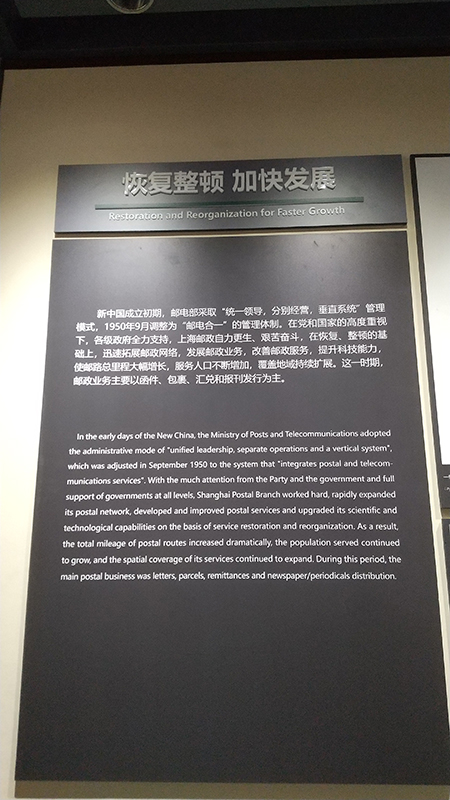 恢复整顿 加快发展
Restoration and Reorganization for Faster Growth
新中国成立初期，邮电部采取“统一领导，分别经营，垂直系统”管理
模式，1950年9月调整为“邮电合一”的管理体制。在党和国家的高度重视
下，各级政府全力支持，上海邮政自力更生、艰苦奋斗，在恢复、整顿的基
础上，迅速拓展邮政网络，发展邮政业务，改善邮政服务，提升科技能力，
使邮路总里程大幅增长，服务人口不断增加，覆盖地域持续扩展。这一时期，
邮政业务主要以函件、包裹、汇兑和报刊发行为主。
In the early days of the New China, the Ministry of Posts and Telecommunications adopted
the administrative mode of "unified leadership, separate operations and a vertical system",
which was adjusted in September 1950 to the system that "integrates postal and telecom-
munications services". With the much attention from the Party and the government and full
support of governments at all levels, Shanghai Postal Branch worked hard, rapidly expanded
its postal network, developed and improved postal services and upgraded its scientific and
technological capabilities on the basis of service restoration and reorganization. As a result,
the total mileage of postal routes increased dramatically, the population served continued
to grow, and the spatial coverage of its services continued to expand. During this period, the
main postal business was letters, parcels, remittances and newspaper/periodicals distribution.